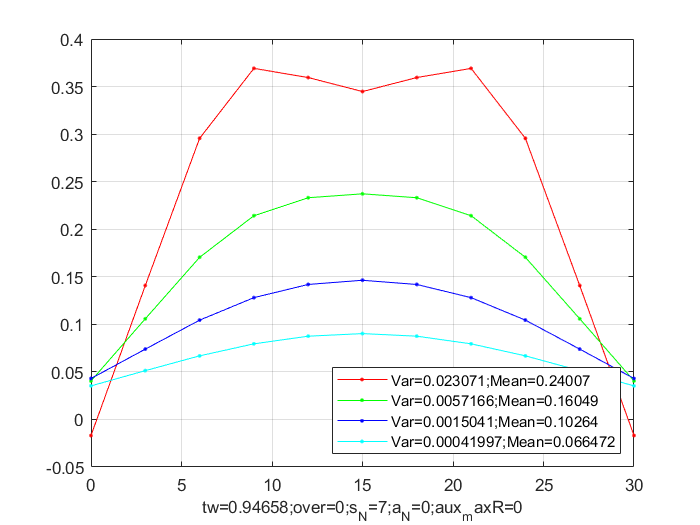 0.4
0.35
0.3
0.25
0.2
0.15
0.1
0.05
0
-0.05
0 5 10 15 20 25 30
Var=0.023071;Mean=0.24007
Var=0.0057166;Mean=0.16049
Var=0.0015041;Mean=0.10264
Var=0.00041997;Mean=0.066472
tw=0.94658;over=0;s_N=7;a_N=0;aux_maxR=0